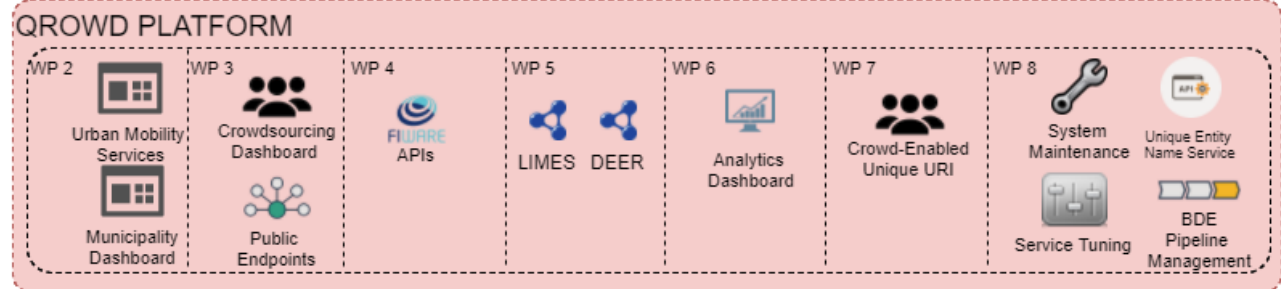 QROWD PLATFORM
WP 2
Urban Mobility
Services
Municipality
Dashboard
WP 3
Crowdsourcing
Dashboard
Public
Endpoints
WP 4
FIWARE
APIs
WP 5
LIMES DEER
WP 6
Analytics
Dashboard
WP 7
Crowd-Enabled
Unique URI
WP 8
System
Maintenance
API
Unique Entity
Name Service
Service Tuning
BDE
Pipeline
Management